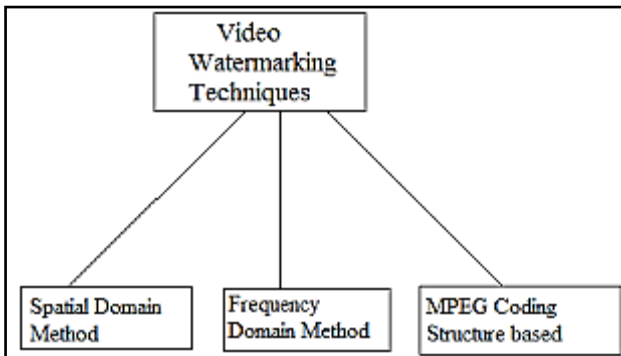 Video
Watermarking
Techniques
Spatial Domain
Method
Frequency
Domain Method
MPEG Coding
Structure based